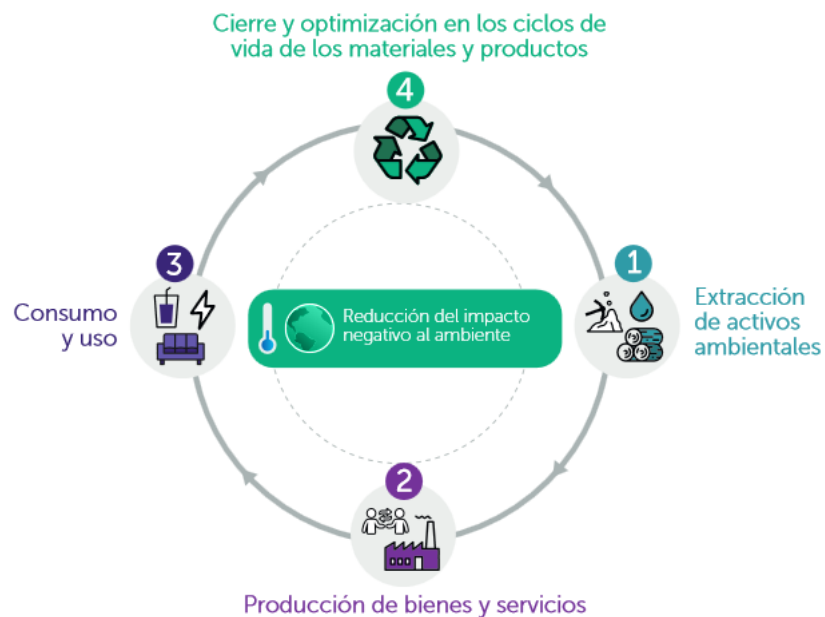 Cierre y optimización en los ciclos de
vida de los materiales y productos
4
1
Extracción
de activos
ambientales
3
Consumo
y uso
Reducción del impacto
negativo al ambiente
2
Producción de bienes y servicios